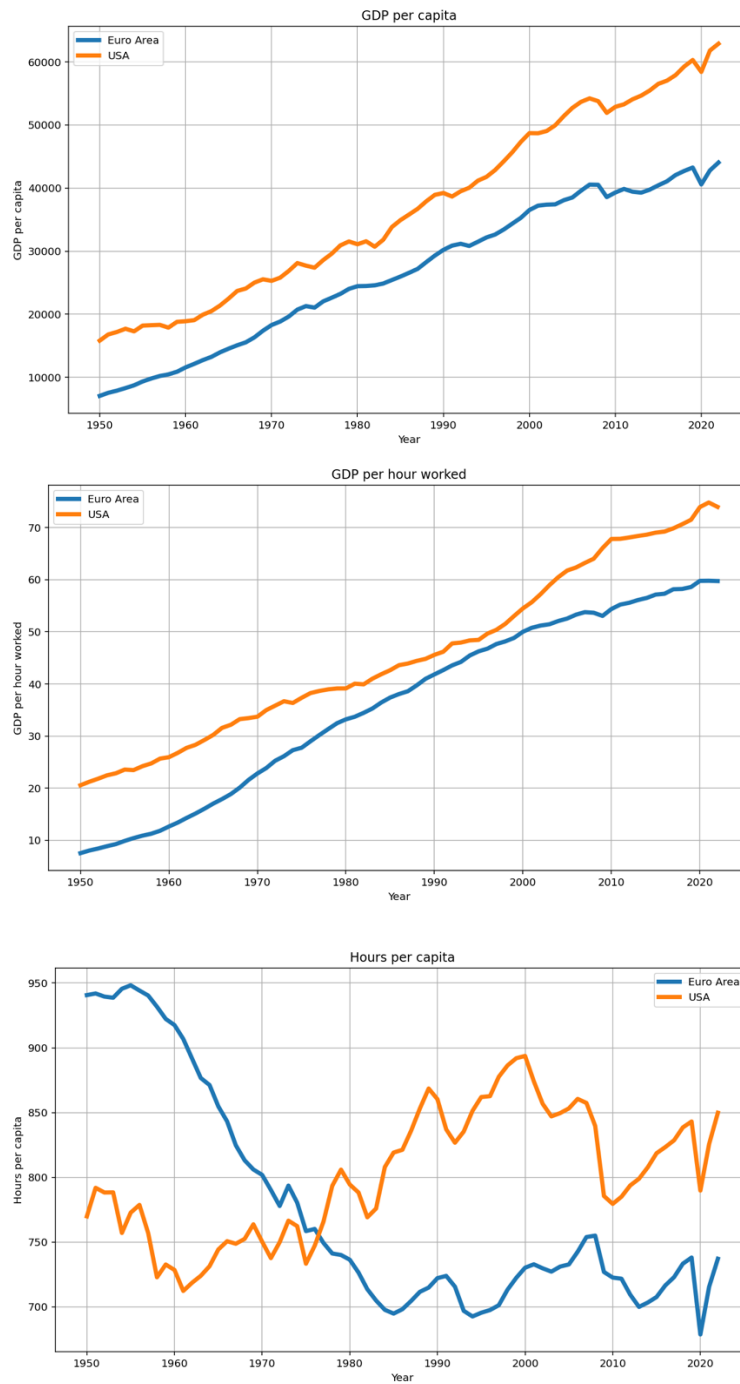 GDP per capita
Euro Area
USA
60000
50000
40000
30000
20000
10000
GDP per capita
1950 1960 1970 1980 1990 2000 2010 2020
Year
GDP per hour worked
Euro Area
USA
70
60
50
40
30
20
10
GDP per hour worked
1950 1960 1970 1980 1990 2000 2010 2020
Year
Hours per capita
Euro Area
USA
950
900
850
800
750
700
Hours per capita
1950 1960 1970 1980 1990 2000 2010 2020
Year